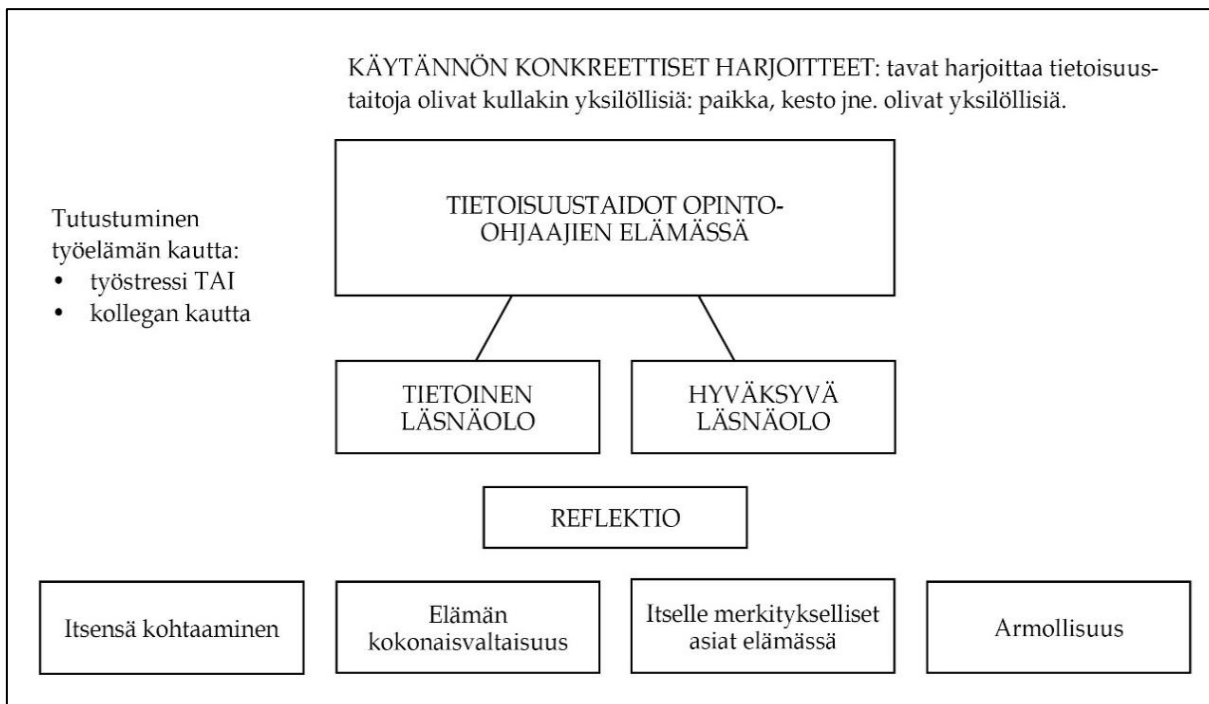 KÄYTÄNNÖN KONKREETTISET HARJOITTEET: tavat harjoittaa tietoisuus-
taitoja olivat kullakin yksilöllisiä: paikka, kesto jne. olivat yksilöllisiä.
TIETOISUUSTAIDOT OPINTO-
OHJAAJIEN ELÄMÄSSÄ
Tutustuminen
työelämän kautta:
• työstressi TAI
• kollegan kautta
TIETOINEN
LÄSNÄOLO
HYVÄKSYVÄ
LÄSNÄOLO
REFLEKTIO
Itsensä kohtaaminen
Elämän
kokonaisvaltaisuus
Itselle merkitykselliset
asiat elämässä
Armollisuus